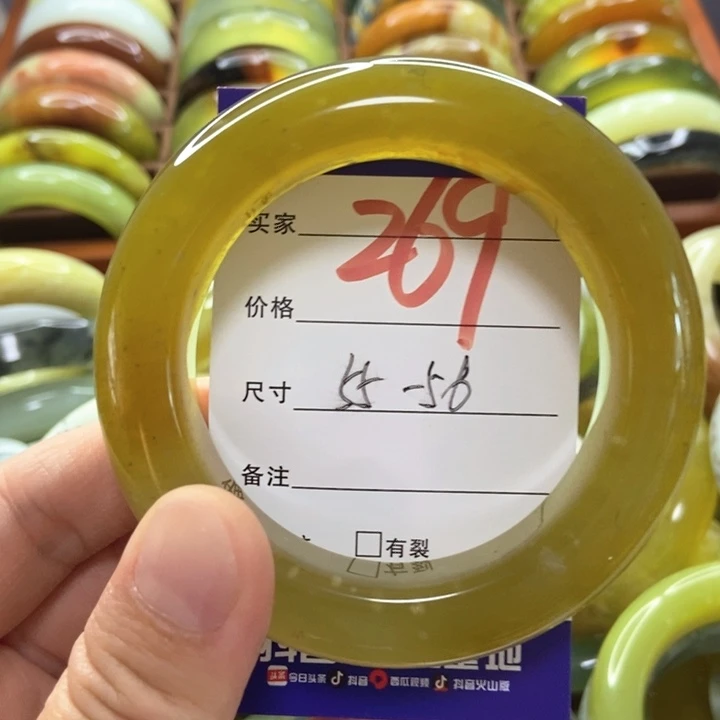 269
买家
价格
尺寸 55-56
备注
□有裂
今日头条 抖音 西瓜视频 抖音火山版